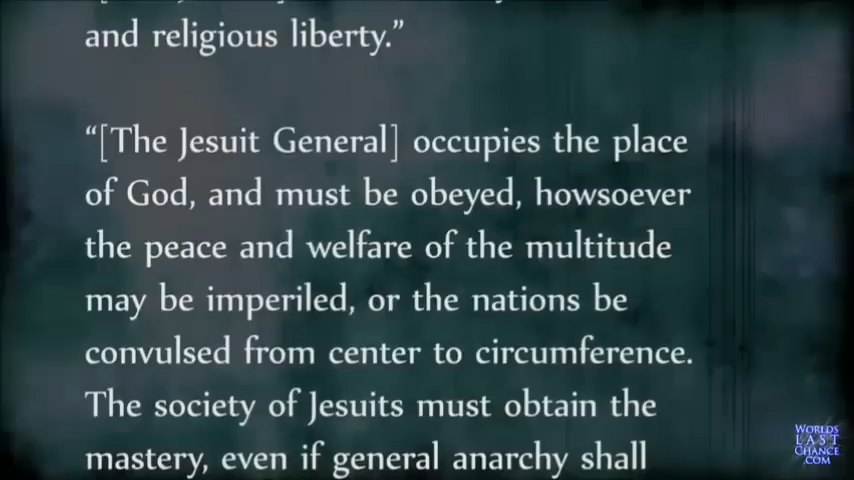 and religious liberty.”
“[The Jesuit General] occupies the place
of God, and must be obeyed, howsoever
the peace and welfare of the multitude
may be imperiled, or the nations be
convulsed from center to circumference.
The society of Jesuits must obtain the
mastery, even if general anarchy shall
WORLDS
LAST
CHANCE
.COM